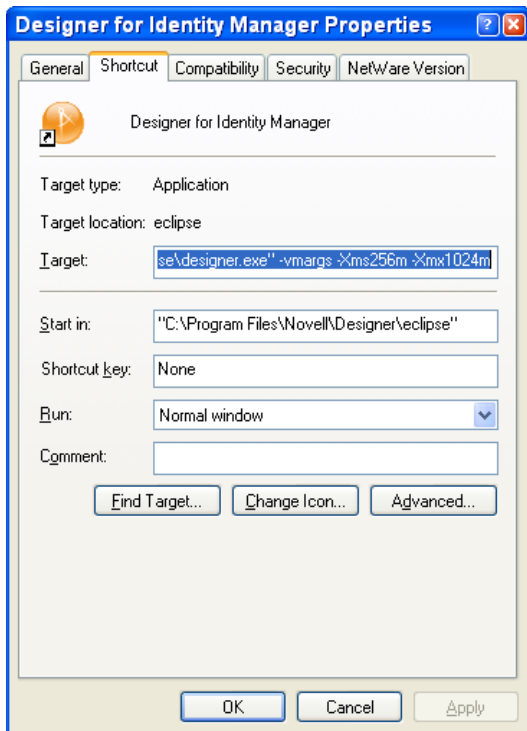 Designer for Identity Manager Properties
General Shortcut Compatibility Security NetWare Version
Designer for Identity Manager
Target type: Application
Target location: eclipse
Target: se\designer.exe" -vmargs -Xms256m -Xmx1024m
Start in: "C:\Program Files\Novell\Designer\eclipse"
Shortcut key: None
Run: Normal window
Comment:
Find Target... Change Icon... Advanced...
OK Cancel Apply